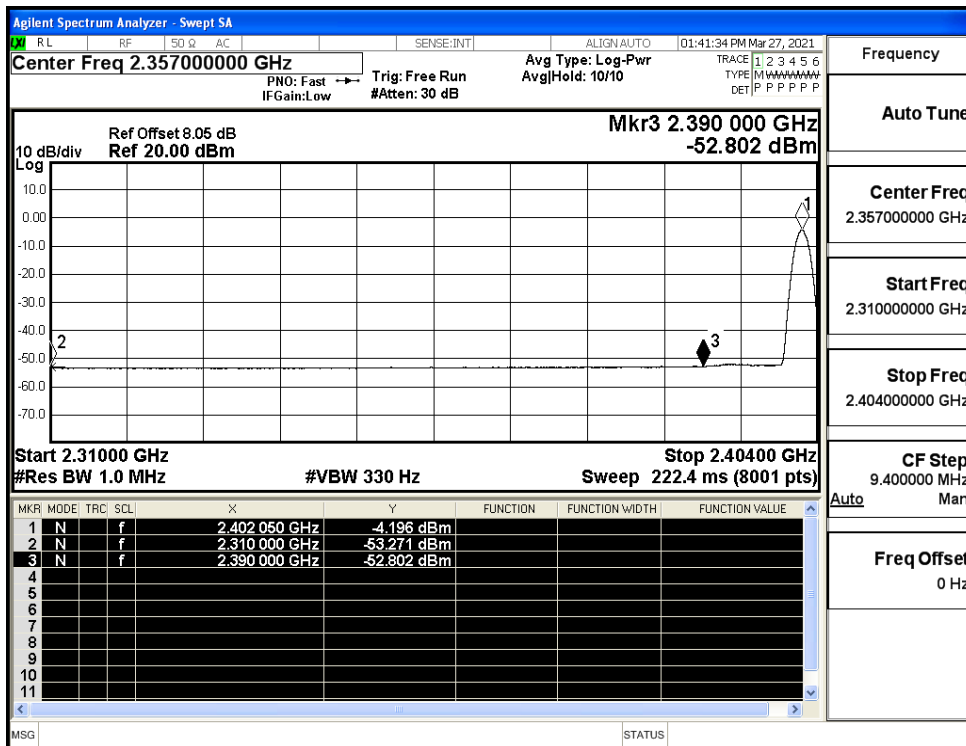 Agilent Spectrum Analyzer - Swept SA
LXI RL RF 50 Ω AC SENSE:INT ALIGN AUTO 01:41:34 PM Mar 27, 2021
Center Freq 2.357000000 GHz
PNO: Fast
IFGain:Low
Trig: Free Run
#Atten: 30 dB
Avg Type: Log-Pwr
Avg|Hold: 10/10
TRACE 1 2 3 4 5 6
TYPE M W W W W W
DET P P P P P P
Mkr3 2.390 000 GHz
-52.802 dBm
Ref Offset 8.05 dB
10 dB/div Ref 20.00 dBm
Log
10.0
0.00
-10.0
-20.0
-30.0
-40.0
-50.0
-60.0
-70.0
1
2
3
Start 2.31000 GHz Stop 2.40400 GHz
#Res BW 1.0 MHz #VBW 330 Hz Sweep 222.4 ms (8001 pts)
MKR MODE TRC SCL X Y FUNCTION FUNCTION WIDTH FUNCTION VALUE
1 N f 2.402 050 GHz -4.196 dBm
2 N f 2.310 000 GHz -53.271 dBm
3 N f 2.390 000 GHz -52.802 dBm
4
5
6
7
8
9
10
11
MSG STATUS
Frequency
Auto Tune
Center Freq
2.357000000 GHz
Start Freq
2.310000000 GHz
Stop Freq
2.404000000 GHz
CF Step
9.400000 MHz
Auto Man
Freq Offset
0 Hz